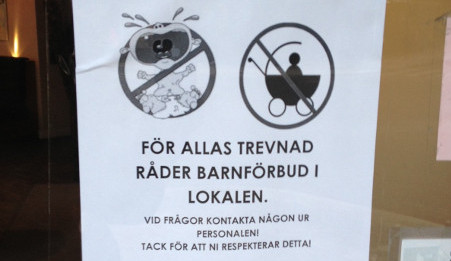 FÖR ALLAS TREVNAD
RÅDER BARNFÖRBUD I
LOKALEN.
VID FRÅGOR KONTAKTA NÅGON UR
PERSONALEN!
TACK FÖR ATT NI RESPEKTERAR DETTA!